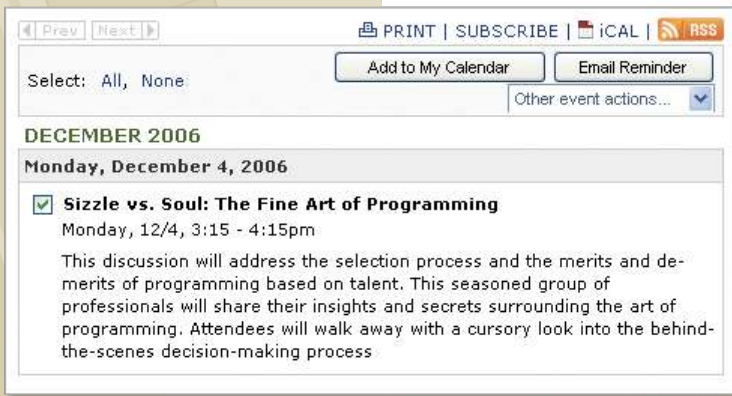 Prev Next PRINT | SUBSCRIBE | iCAL | RSS
Select: All, None Add to My Calendar Email Reminder
Other event actions...
DECEMBER 2006
Monday, December 4, 2006
Sizzle vs. Soul: The Fine Art of Programming
Monday, 12/4, 3:15 - 4:15pm
This discussion will address the selection process and the merits and de-
merits of programming based on talent. This seasoned group of
professionals will share their insights and secrets surrounding the art of
programming. Attendees will walk away with a cursory look into the behind-
the-scenes decision-making process